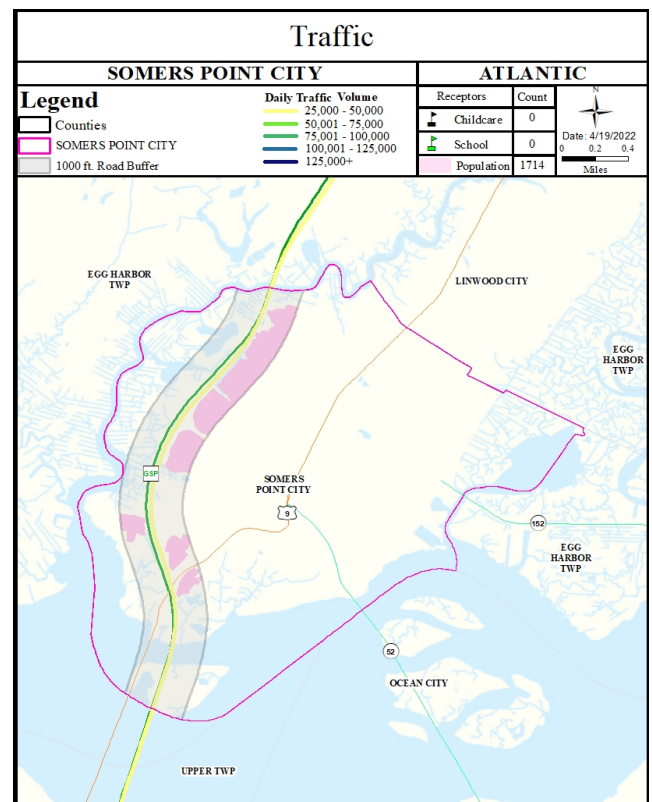 Traffic
SOMERS POINT CITY
ATLANTIC
Legend
Counties
SOMERS POINT CITY
1000 ft. Road Buffer
Daily Traffic Volume
25,000 - 50,000
50,001 - 75,000
75,001 - 100,000
100,001 - 125,000
125,000+
Receptors Count
Childcare 0
School 0
Population 1714
N
Date: 4/19/2022
0 0.2 0.4
Miles
EGG HARBOR
TWP
LINWOOD CITY
EGG
HARBOR
TWP
GSP
SOMERS
POINT CITY
9
152
EGG
HARBOR
TWP
52
OCEAN CITY
UPPER TWP